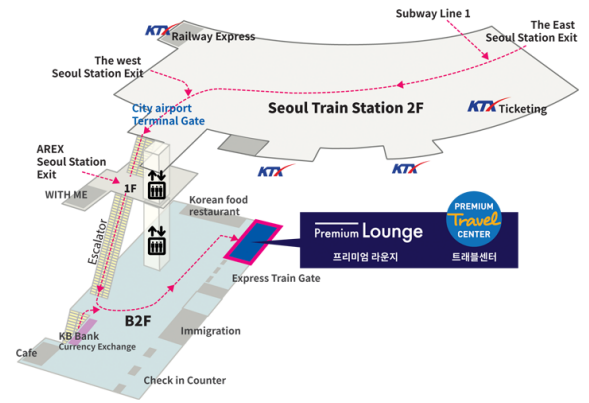 Subway Line 1
The East
Seoul Station Exit
KTX
Railway Express
The west
Seoul Station Exit
City airport
Terminal Gate
Seoul Train Station 2F
KTX Ticketing
AREX
Seoul Station
Exit
KTX
KTX
1F
WITH ME
Korean food
restaurant
Escalator
Premium Lounge
프리미엄 라운지
PREMIUM
Travel
CENTER
트래블센터
Express Train Gate
B2F
Immigration
KB Bank
Currency Exchange
Cafe
Check in Counter